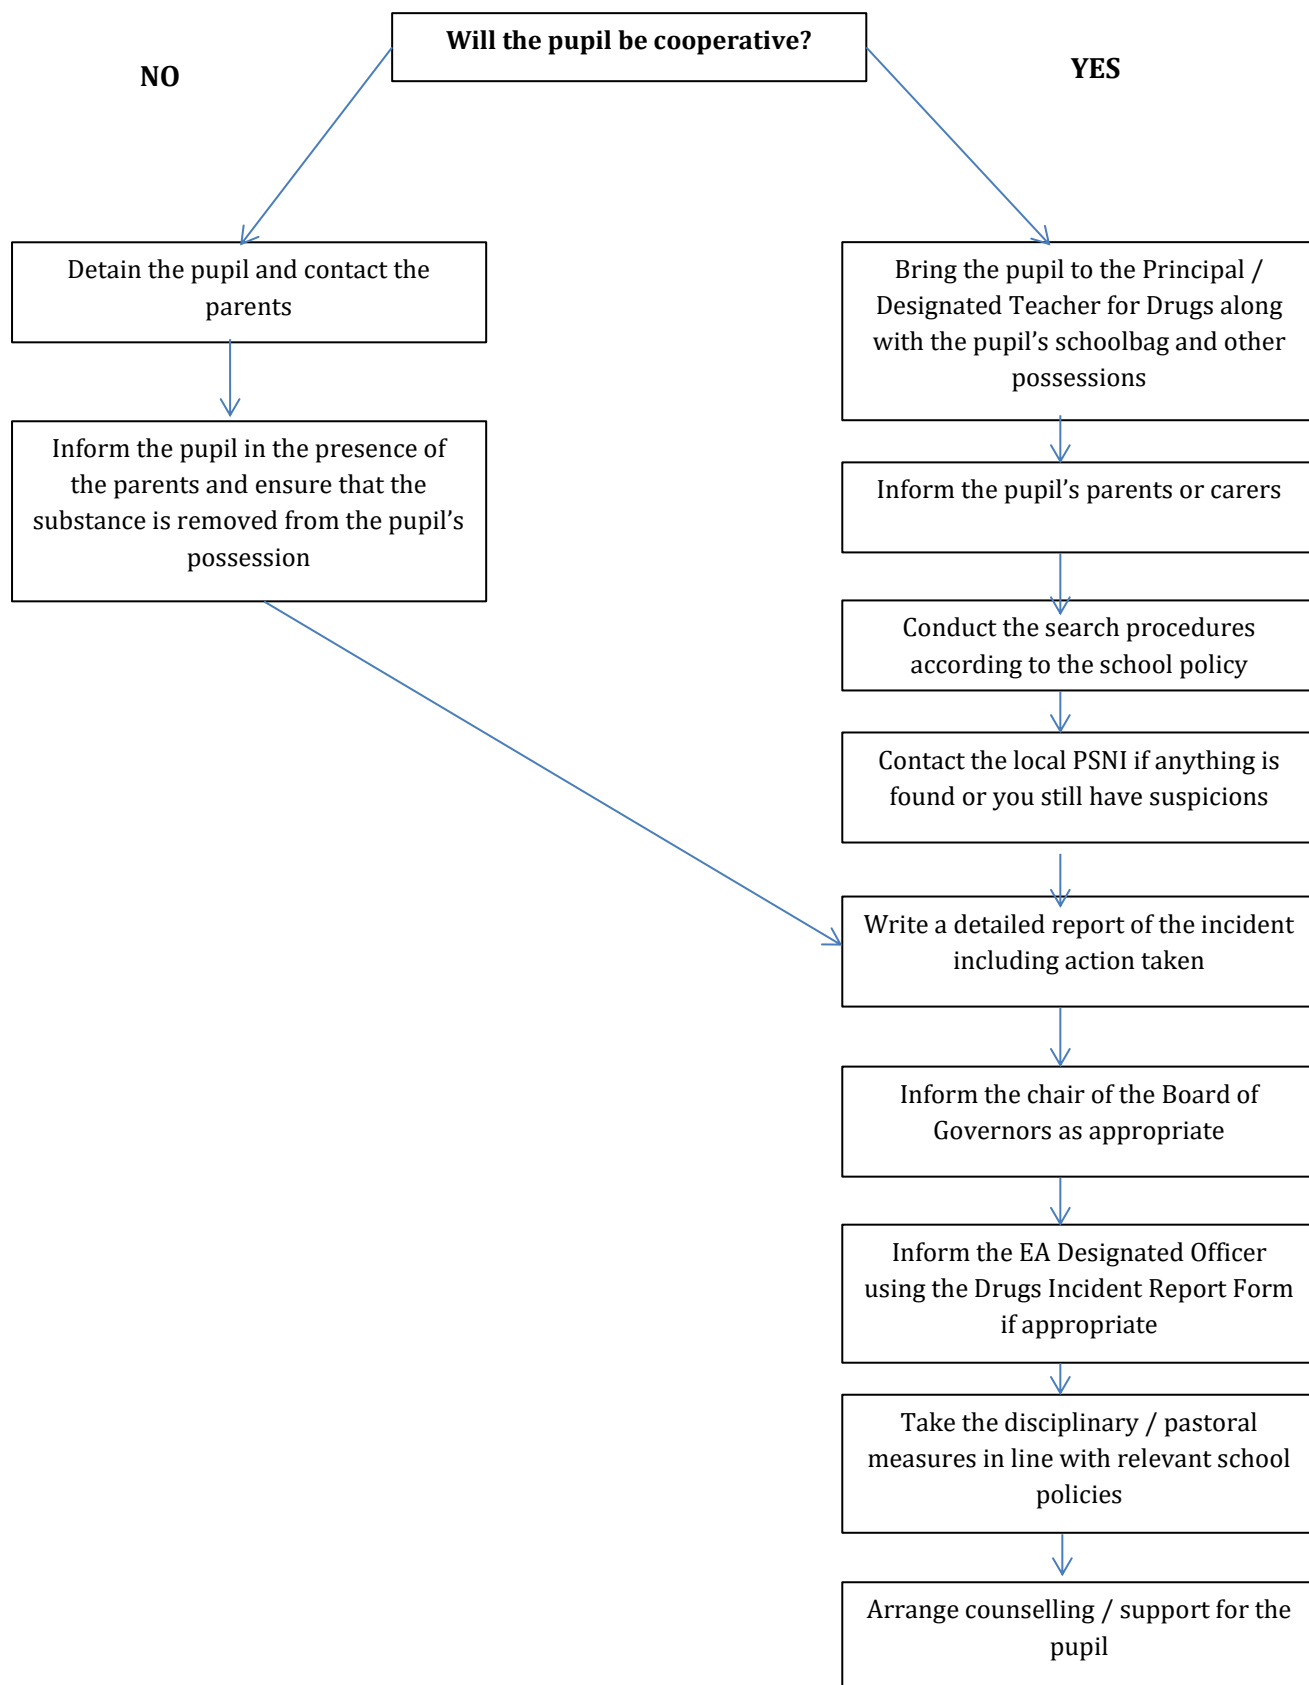 Will the pupil be cooperative?
NO
YES
Detain the pupil and contact the
parents
Inform the pupil in the presence of
the parents and ensure that the
substance is removed from the pupil’s
possession
Bring the pupil to the Principal /
Designated Teacher for Drugs along
with the pupil’s schoolbag and other
possessions
Inform the pupil’s parents or carers
Conduct the search procedures
according to the school policy
Contact the local PSNI if anything is
found or you still have suspicions
Write a detailed report of the incident
including action taken
Inform the chair of the Board of
Governors as appropriate
Inform the EA Designated Officer
using the Drugs Incident Report Form
if appropriate
Take the disciplinary / pastoral
measures in line with relevant school
policies
Arrange counselling / support for the
pupil